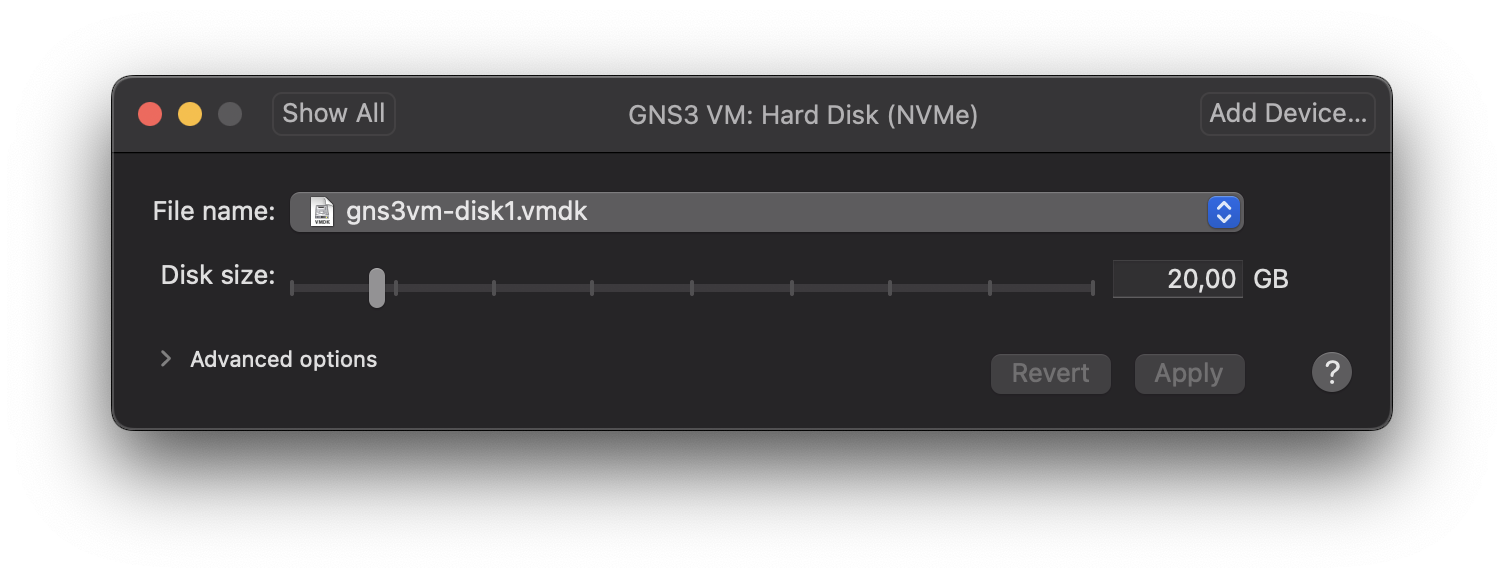 Show All
GNS3 VM: Hard Disk (NVMe)
Add Device...
File name: gns3vm-disk1.vmdk
Disk size: 20,00 GB
Advanced options
Revert
Apply
?